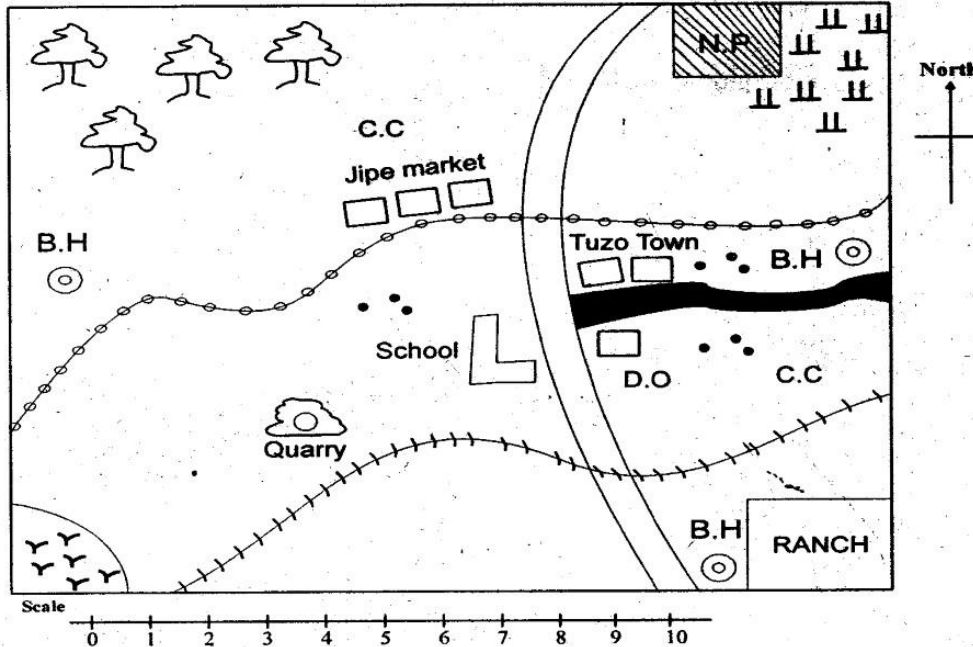 N.P
North
C.C
Jipe market
B.H
Tuzo Town
B.H
School
D.O
C.C
Quarry
B.H
RANCH
Scale
0 1 2 3 4 5 6 7 8 9 10